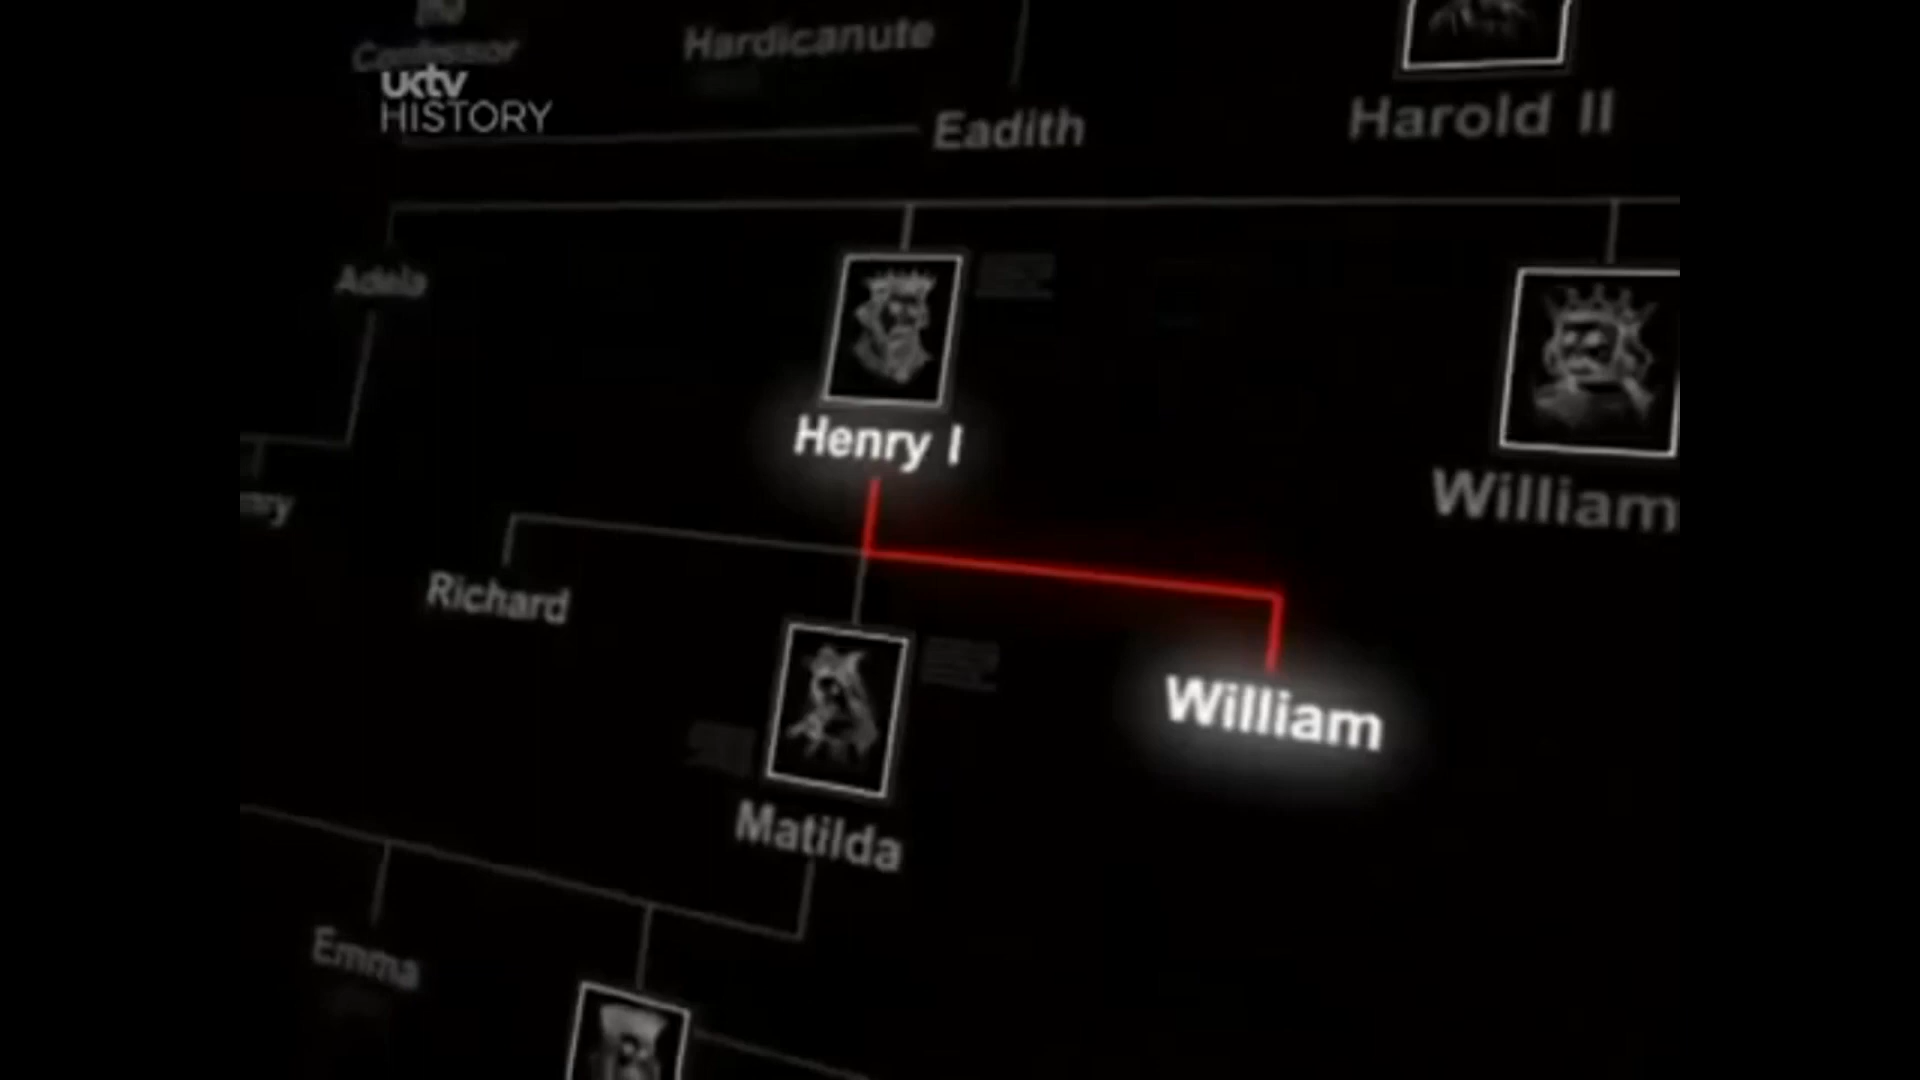 Confessor
Hardicanute
uktv
HISTORY
Eadith
Harold II
Adela
Henry I
William
Richard
William
Matilda
Emma